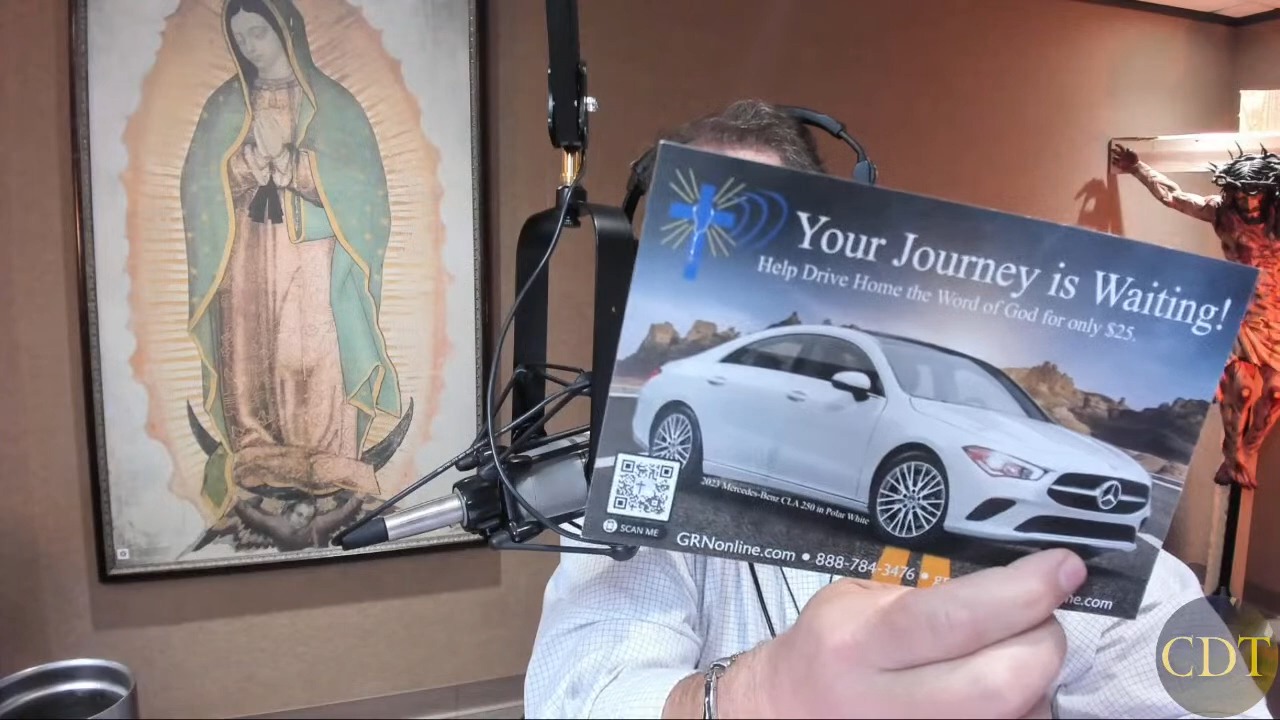 Your Journey is Waiting!
Help Drive Home the Word of God for only $25.
2023 Mercedes-Benz CLA 250 in Polar White
SCAN ME
GRNonline.com • 888-784-3476 •
CDT